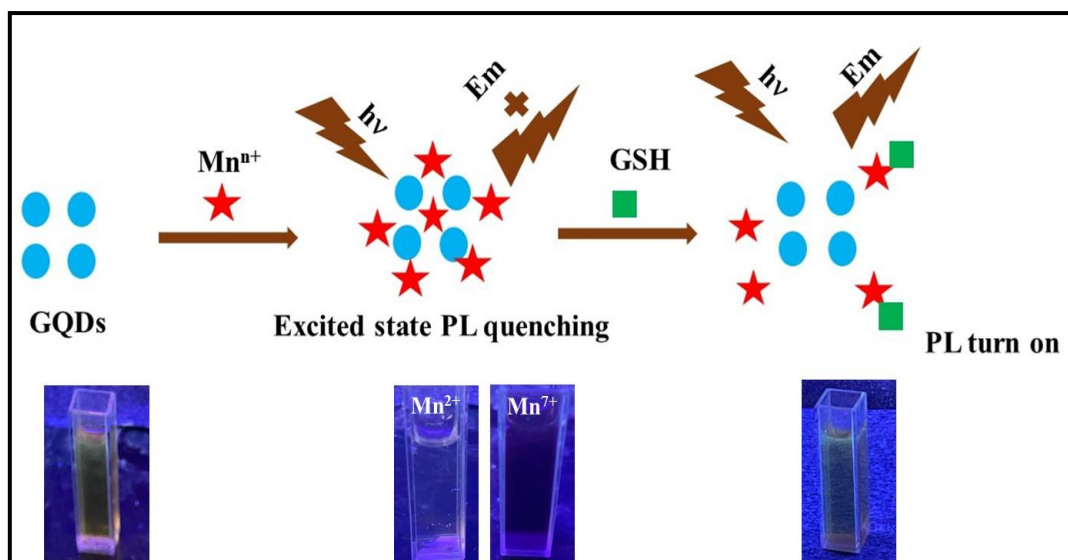 hν
Em
hν
Em
Mnⁿ⁺
GSH
GQDs
Excited state PL quenching
PL turn on
Mn²⁺
Mn⁷⁺